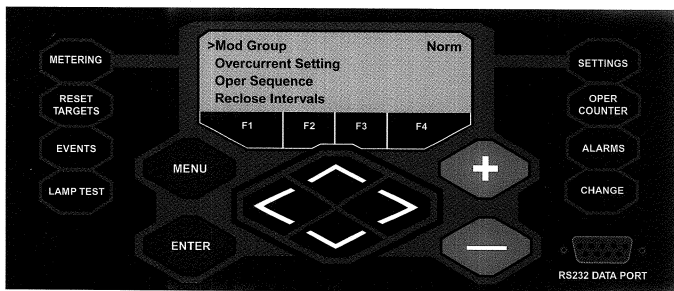 >Mod Group Norm
Overcurrent Setting
Oper Sequence
Reclose Intervals
F1 F2 F3 F4
METERING
RESET
TARGETS
EVENTS
LAMP TEST
MENU
ENTER
+
—
SETTINGS
OPER
COUNTER
ALARMS
CHANGE
RS232 DATA PORT